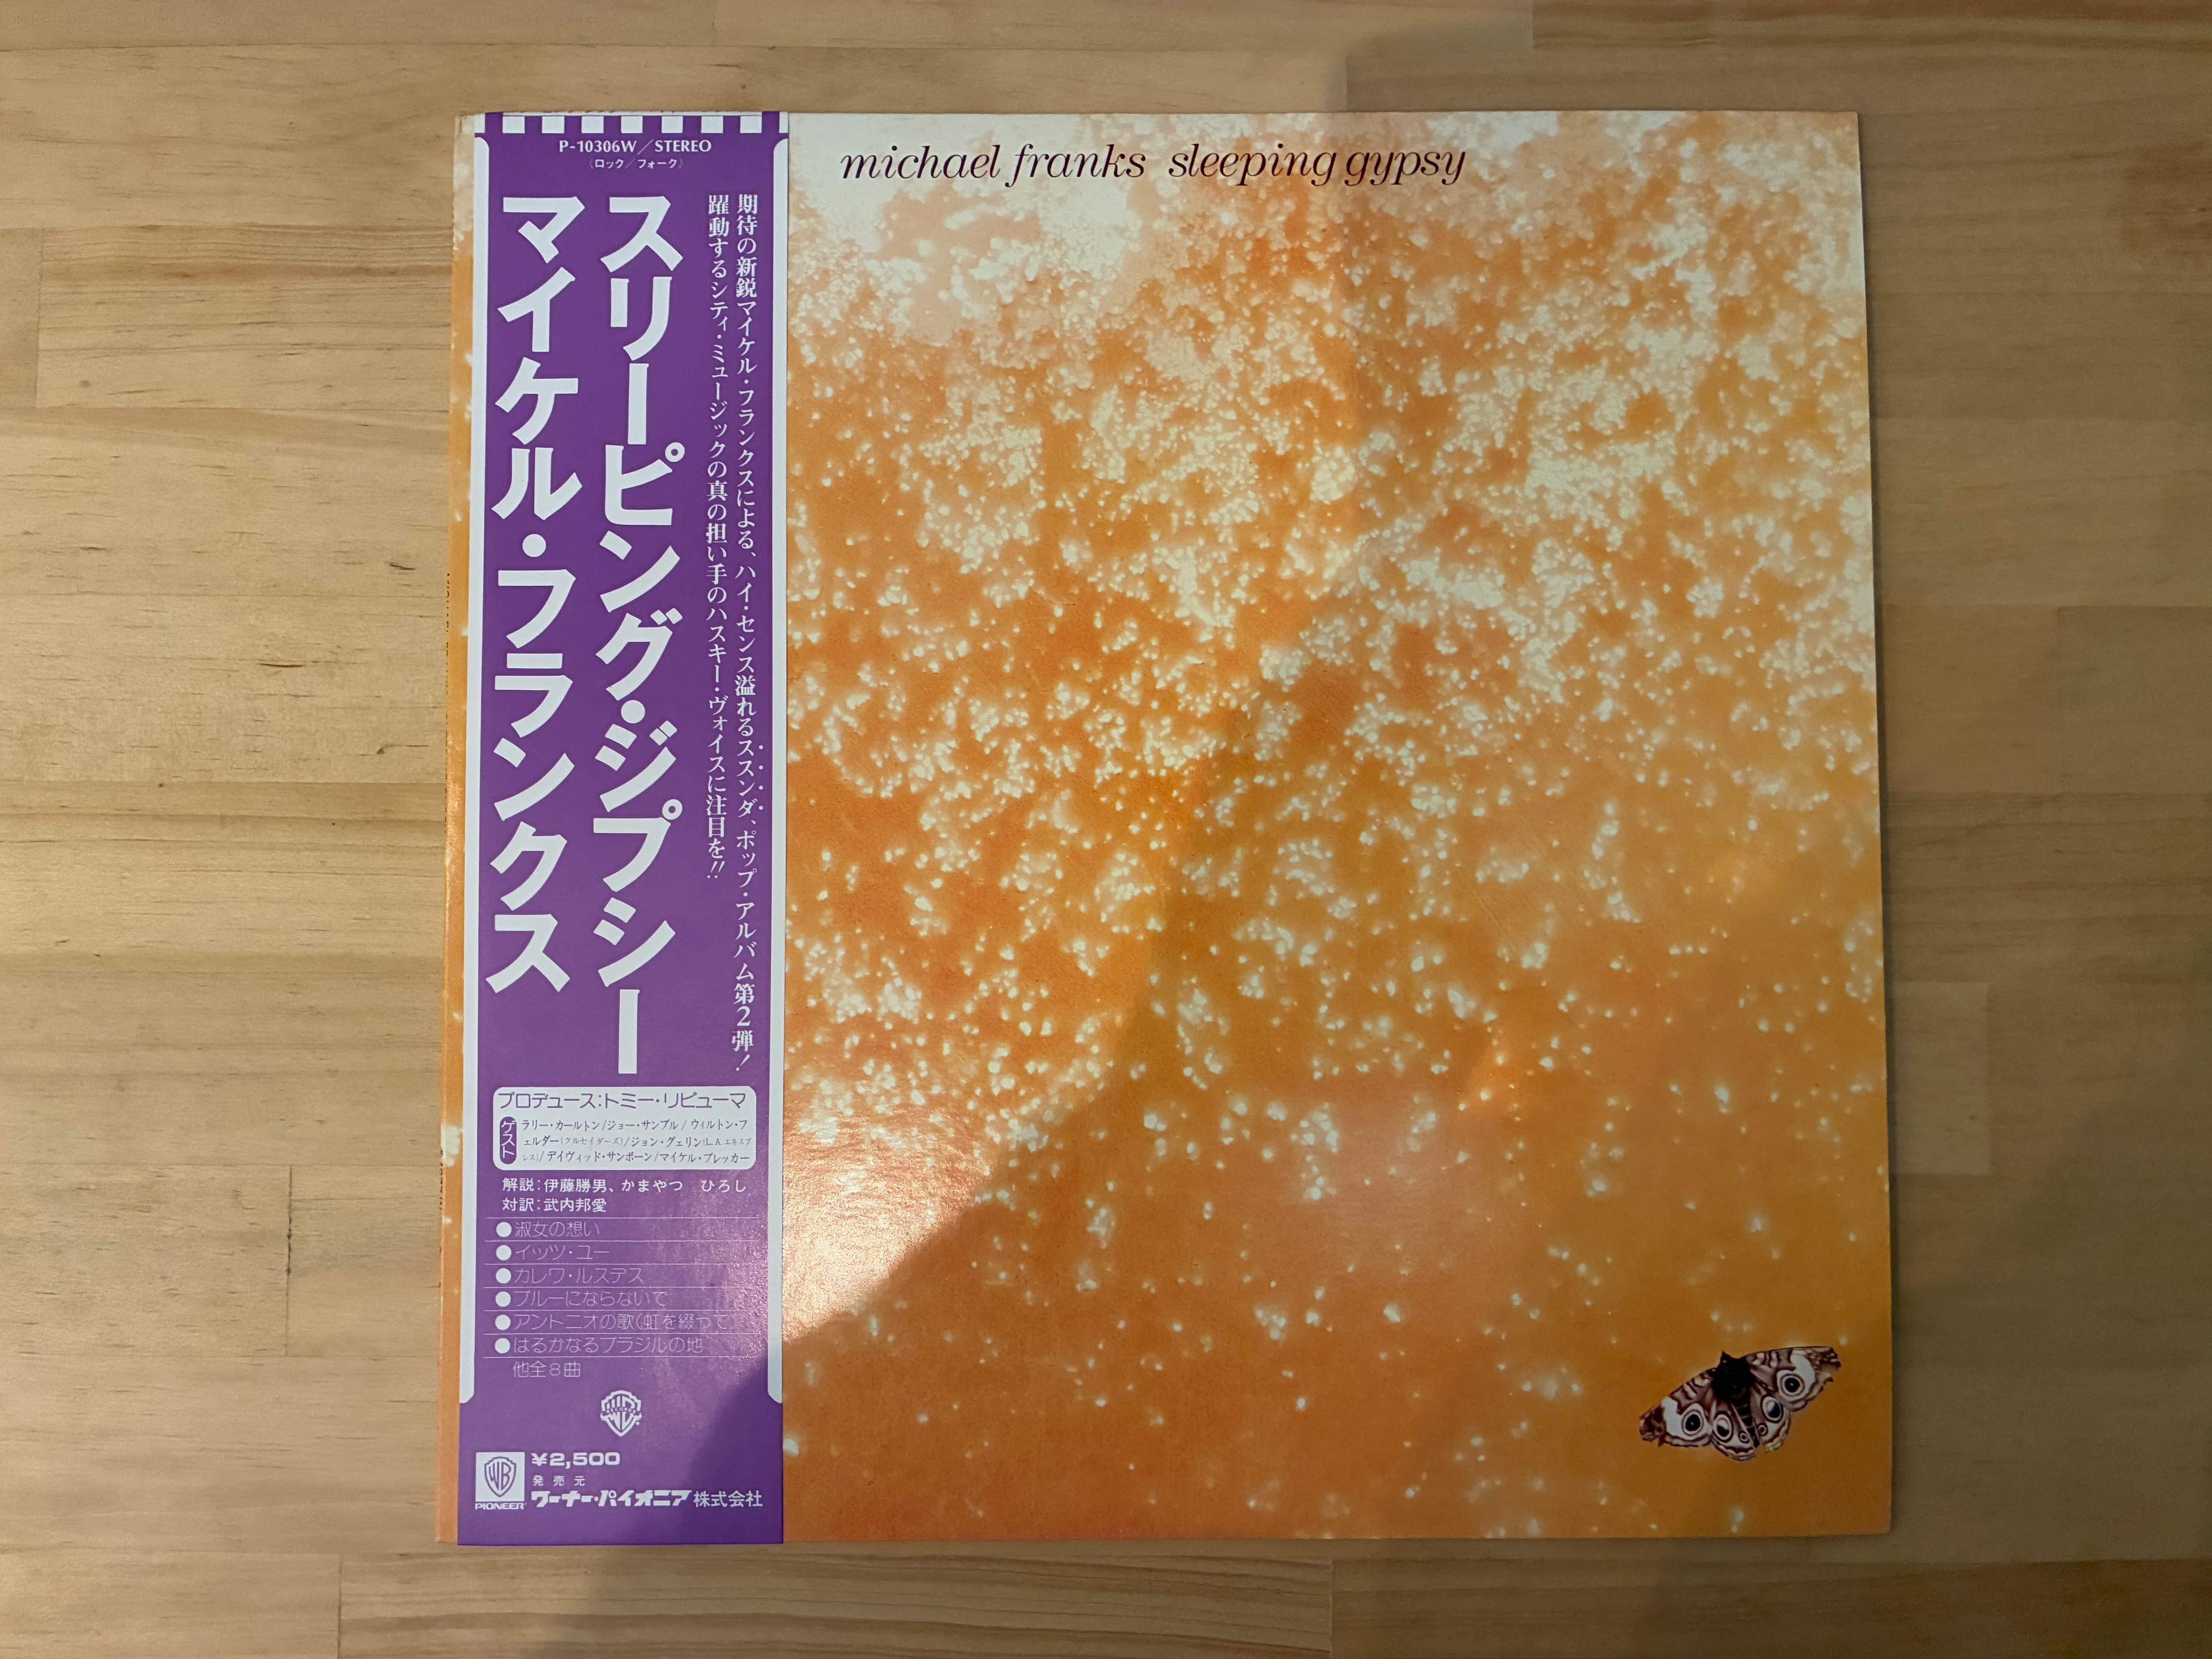 P-10306W／STEREO
（ロック／フォーク）
michael franks sleeping gypsy
期待の新鋭マイケル・フランクスによる、ハイ・センス溢れるススンダ、ポップ・アルバム第2弾！
躍動するシティ・ミュージックの真の担い手のハスキー・ヴォイスに注目を!!
スリーピング・ジプシー
マイケル・フランクス
プロデュース：トミー・リピューマ
ゲスト
ラリー・カールトン/ジョー・サンプル/ウィルトン・フ
ェルダー(クルセイダーズ)/ジョン・グェリン(L.A.エキスプ
レス)/デイヴィッド・サンボーン/マイケル・ブレッカー
解説：伊藤勝男、かまやつ　ひろし
対訳：武内邦愛
●淑女の想い
●イッツ・ユー
●カレワ・ルスデス
●ブルーにならないで
●アントニオの歌(虹を綴って)
●はるかなるブラジルの地
他全8曲
¥2,500
発売元
WB
PIONEER
ワーナー・パイオニア株式会社